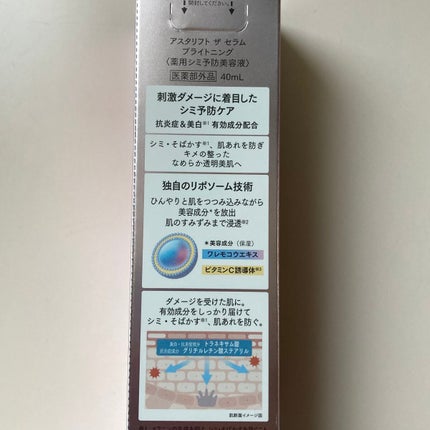 開封してください。
アスタリフト ザ セラム
ブライトニング
〈薬用シミ予防美容液〉
医薬部外品 40mL
刺激ダメージに着目した
シミ予防ケア
抗炎症&美白※1 有効成分配合
シミ・そばかす※1、肌あれを防ぎ
キメの整った
なめらか透明美肌へ
独自のリポソーム技術
ひんやりと肌をつつみ込みながら
美容成分*を放出
肌のすみずみまで浸透※2
*美容成分（保湿）
ワレモコウエキス
ビタミンC誘導体※3
ダメージを受けた肌に。
有効成分をしっかり届けて
シミ・そばかす※1、肌あれを防ぐ。
トラネキサム酸
グリチルレチン酸ステアリル
肌断面イメージ図